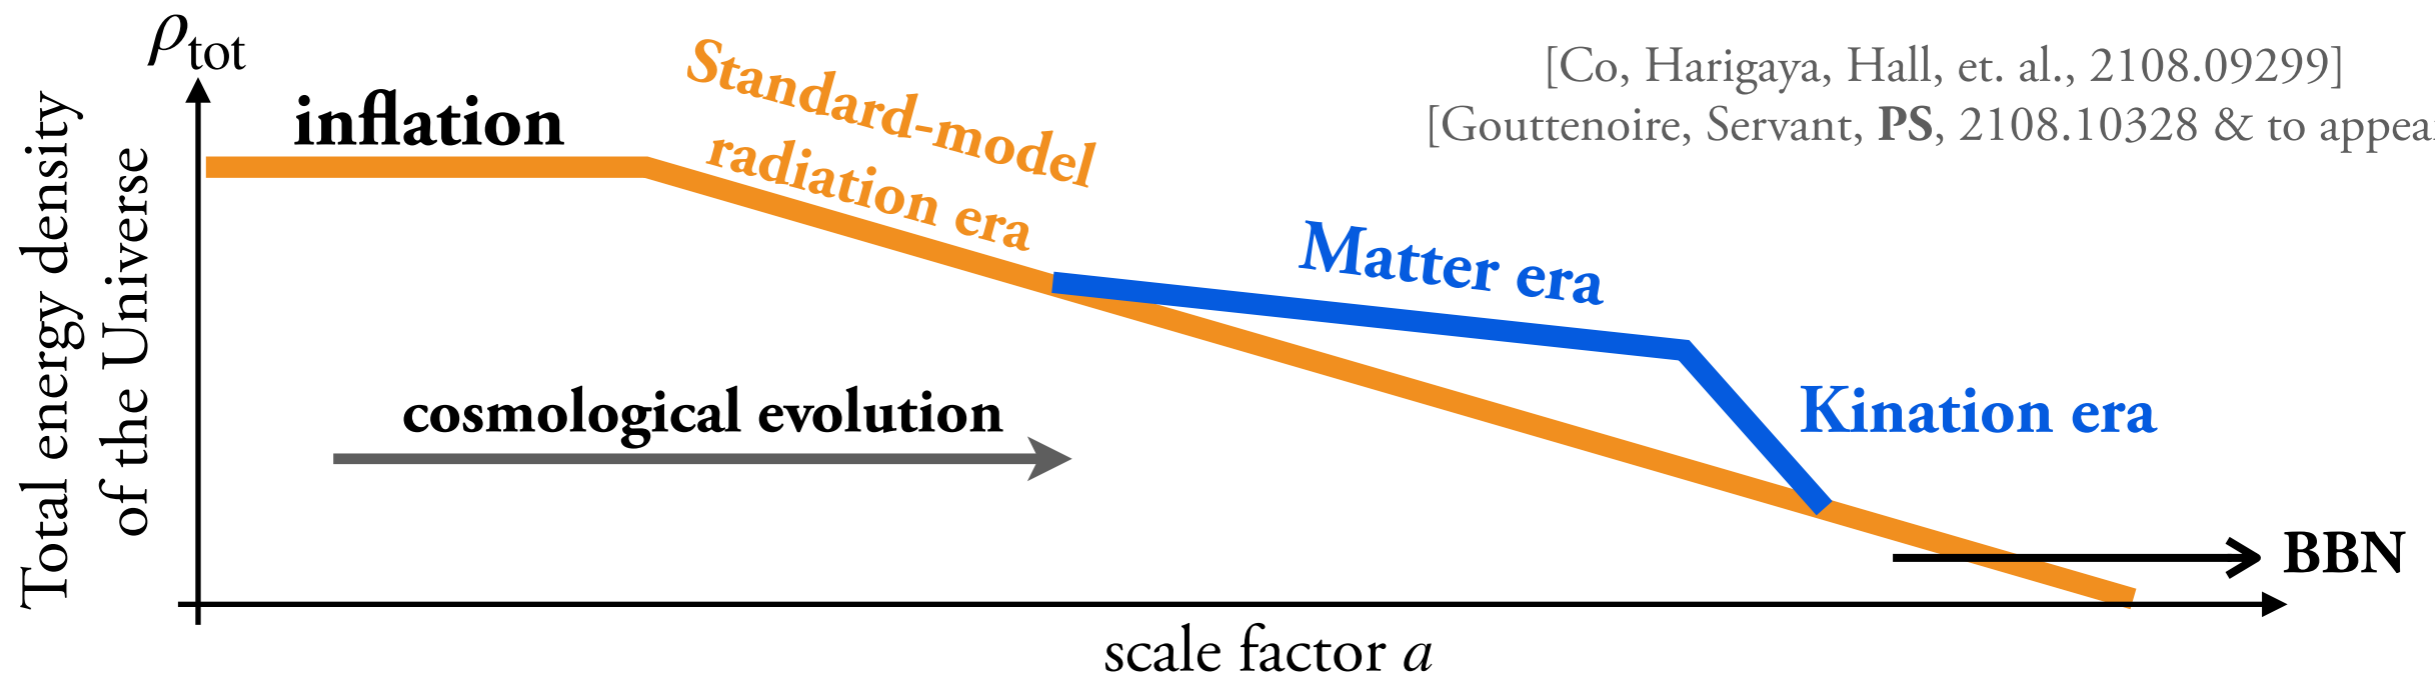 ρtot
Total energy density
of the Universe
inflation
Standard-model
radiation era
[Co, Harigaya, Hall, et. al., 2108.09299]
[Gouttenoire, Servant, PS, 2108.10328 & to appear
Matter era
cosmological evolution
Kination era
BBN
scale factor a